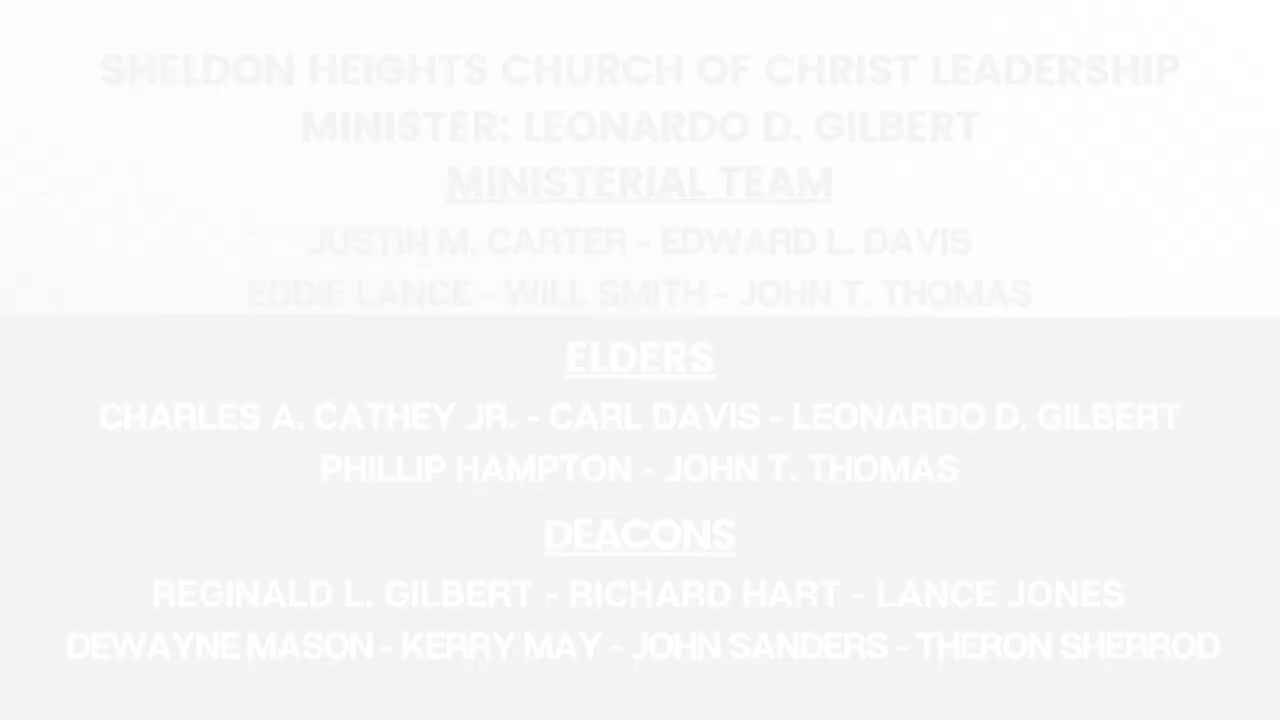 SHELDON HEIGHTS CHURCH OF CHRIST LEADERSHIP
MINISTER: LEONARDO D. GILBERT
MINISTERIAL TEAM
JUSTIN M. CARTER - EDWARD L. DAVIS
EDDIE LANCE - WILL SMITH - JOHN T. THOMAS
ELDERS
CHARLES A. CATHEY JR. - CARL DAVIS - LEONARDO D. GILBERT
PHILLIP HAMPTON - JOHN T. THOMAS
DEACONS
REGINALD L. GILBERT - RICHARD HART - LANCE JONES
DEWAYNE MASON - KERRY MAY - JOHN SANDERS - THERON SHERROD